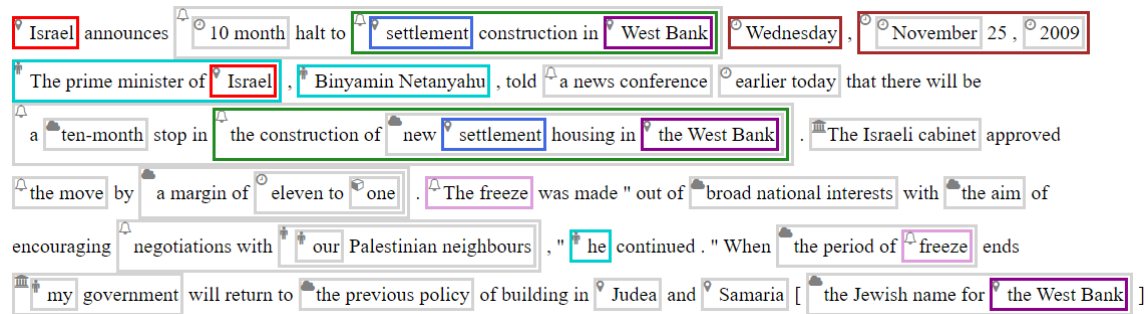 Israel announces 10 month halt to settlement construction in West Bank Wednesday , November 25 , 2009
The prime minister of Israel , Binyamin Netanyahu , told a news conference earlier today that there will be
a ten-month stop in the construction of new settlement housing in the West Bank . The Israeli cabinet approved
the move by a margin of eleven to one . The freeze was made " out of broad national interests with the aim of
encouraging negotiations with our Palestinian neighbours , " he continued . " When the period of freeze ends
my government will return to the previous policy of building in Judea and Samaria [ the Jewish name for the West Bank ]